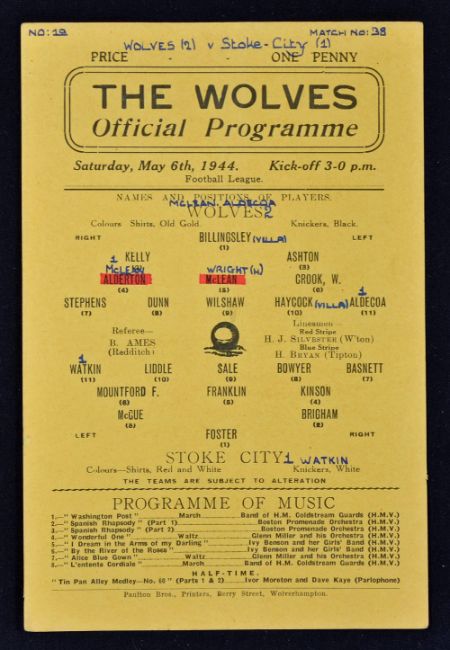 NO: 19 MATCH NO: 38
WOLVES (2) v Stoke-City (1)
PRICE - - ONE PENNY
THE WOLVES
Official Programme
Saturday, May 6th, 1944. Kick-off 3-0 p.m.
Football League.
NAMES AND POSITIONS OF PLAYERS.
McLEAN, ALDECOA
WOLVES 2
Colours Shirts, Old Gold. Knickers, Black.
RIGHT BILLINGSLEY (VILLA) LEFT
(1)
1 KELLY ASHTON
(3)
McLEAN WRIGHT (H)
ALDERTON McLEAN CROOK, W.
(4) (5) (6)
STEPHENS DUNN WILSHAW HAYCOCK (VILLA) 1 ALDECOA
(7) (8) (9) (10) (11)
Referee— Linesmen—
B. AMES Red Stripe
(Redditch) H. J. SILVESTER (W'ton)
Blue Stripe
H. BRYAN (Tipton)
1
WATKIN LIDDLE SALE BOWYER BASNETT
(11) (10) (9) (8) (7)
MOUNTFORD F. FRANKLIN KINSON
(6) (5) (4)
McCUE BRIGHAM
(3) (2)
FOSTER
LEFT (1) RIGHT
STOKE CITY 1 WATKIN
Colours—Shirts, Red and White Knickers, White
THE TEAMS ARE SUBJECT TO ALTERATION
PROGRAMME OF MUSIC
1.—"Washington Post" March Band of H.M. Coldstream Guards (H.M.V.)
2.—"Spanish Rhapsody" (Part 1) Boston Promenade Orchestra (H.M.V.)
3.—"Spanish Rhapsody" (Part 2) Boston Promenade Orchestra (H.M.V.)
4.—"Wonderful One" Waltz Glenn Miller and his Orchestra (H.M.V.)
5.—"I Dream in the Arms of my Darling" Ivy Benson and her Girls' Band (H.M.V.)
6.—"By the River of the Roses" Ivy Benson and her Girls' Band (H.M.V.)
7.—"Alice Blue Gown" Waltz Glenn Miller and his Orchestra (H.M.V.)
8.—"L'entente Cordiale" March Band of H.M. Coldstream Guards (H.M.V.)
HALF-TIME.
"Tin Pan Alley Medley—No. 60" (Parts 1 & 2) Ivor Moreton and Dave Kaye (Parlophone)
Paulton Bros., Printers, Berry Street, Wolverhampton.